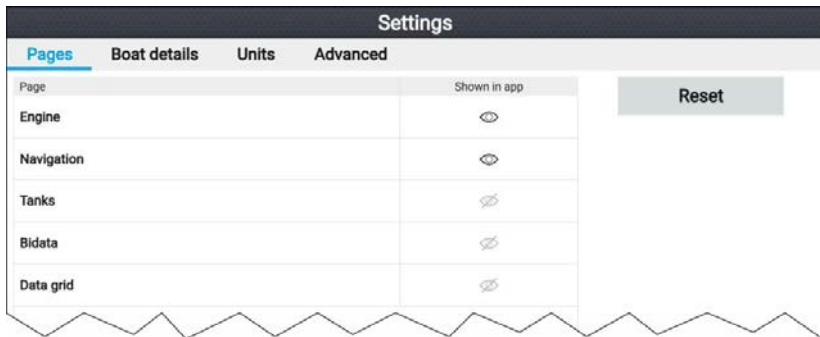 Settings
Pages Boat details Units Advanced
Page Shown in app
Reset
Engine
Navigation
Tanks
Bidata
Data grid